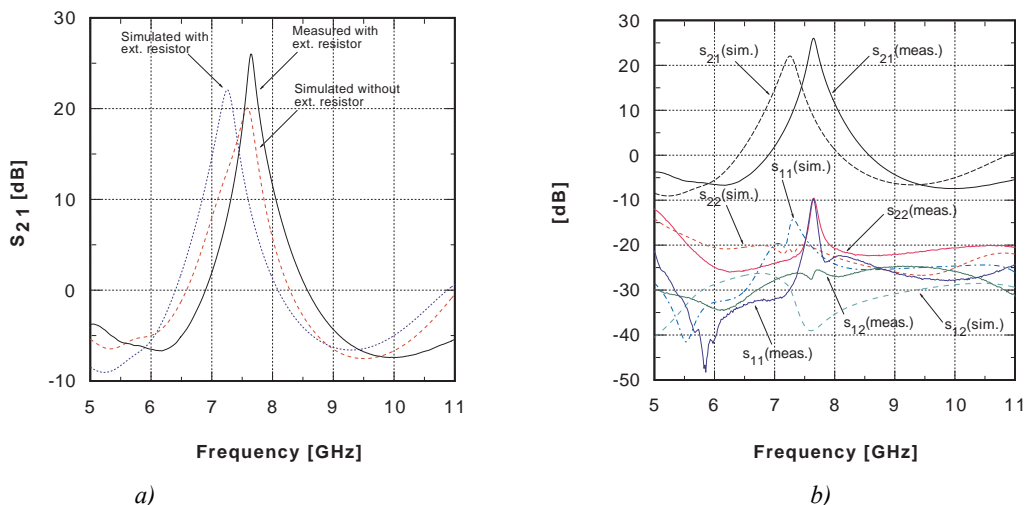 30
20
10
0
-10
S21 [dB]
Simulated with
ext. resistor
Measured with
ext. resistor
Simulated without
ext. resistor
5 6 7 8 9 10 11
Frequency [GHz]
a)
30
20
10
0
-10
-20
-30
-40
-50
[dB]
s21(sim.)
s21(meas.)
s11(sim.)
s22(sim.)
s22(meas.)
s12(meas.)
s12(sim.)
s11(meas.)
5 6 7 8 9 10 11
Frequency [GHz]
b)